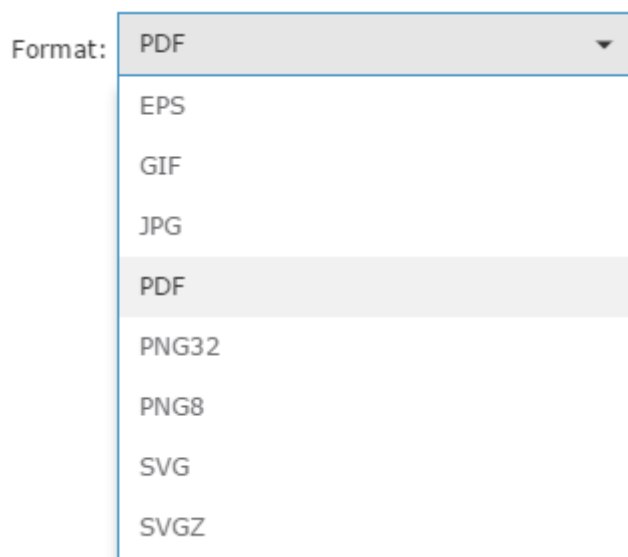 Format: PDF
EPS
GIF
JPG
PDF
PNG32
PNG8
SVG
SVGZ